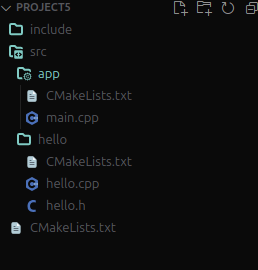 PROJECTS
include
src
app
CMakeLists.txt
main.cpp
hello
CMakeLists.txt
hello.cpp
hello.h
CMakeLists.txt